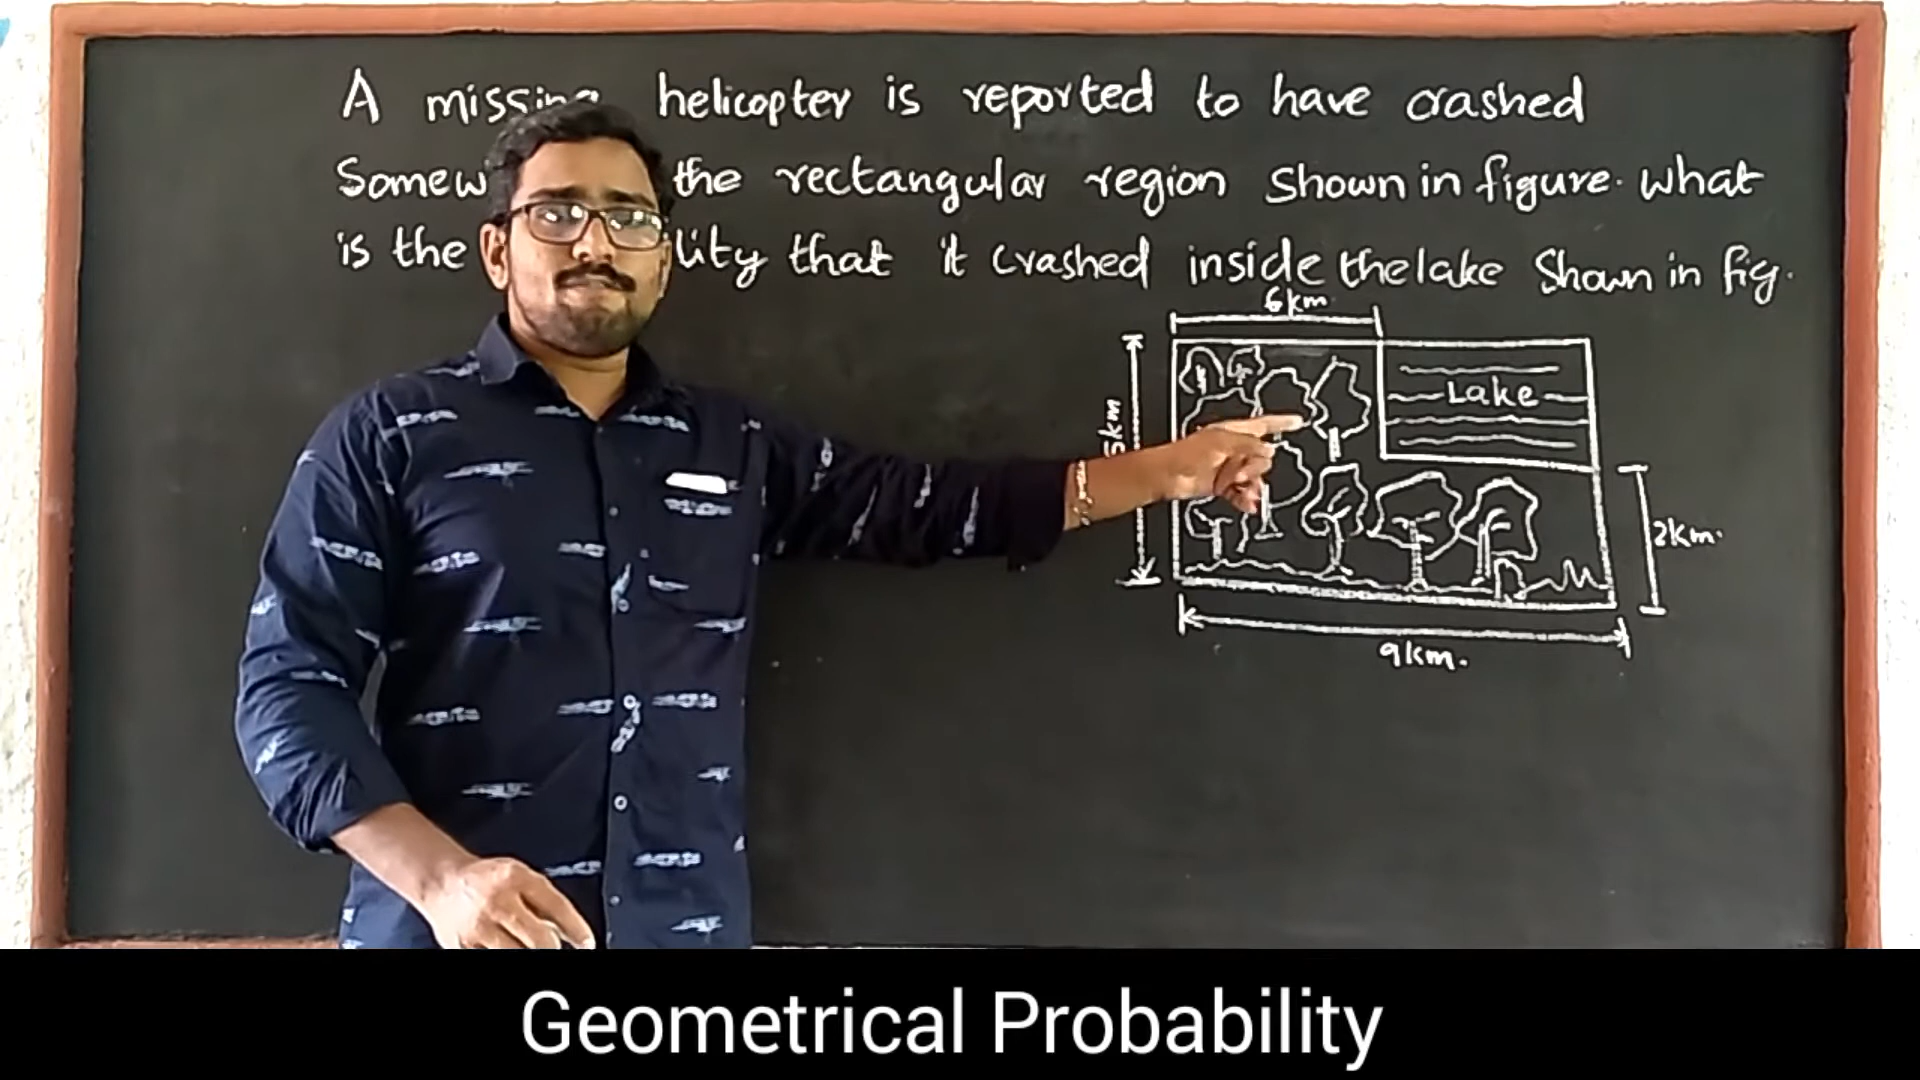 A missing helicopter is reported to have crashed
Somew the rectangular region shown in figure. what
is the lity that it crashed inside the lake shown in fig.
6km
5km
Lake
2km.
9km.
Geometrical Probability